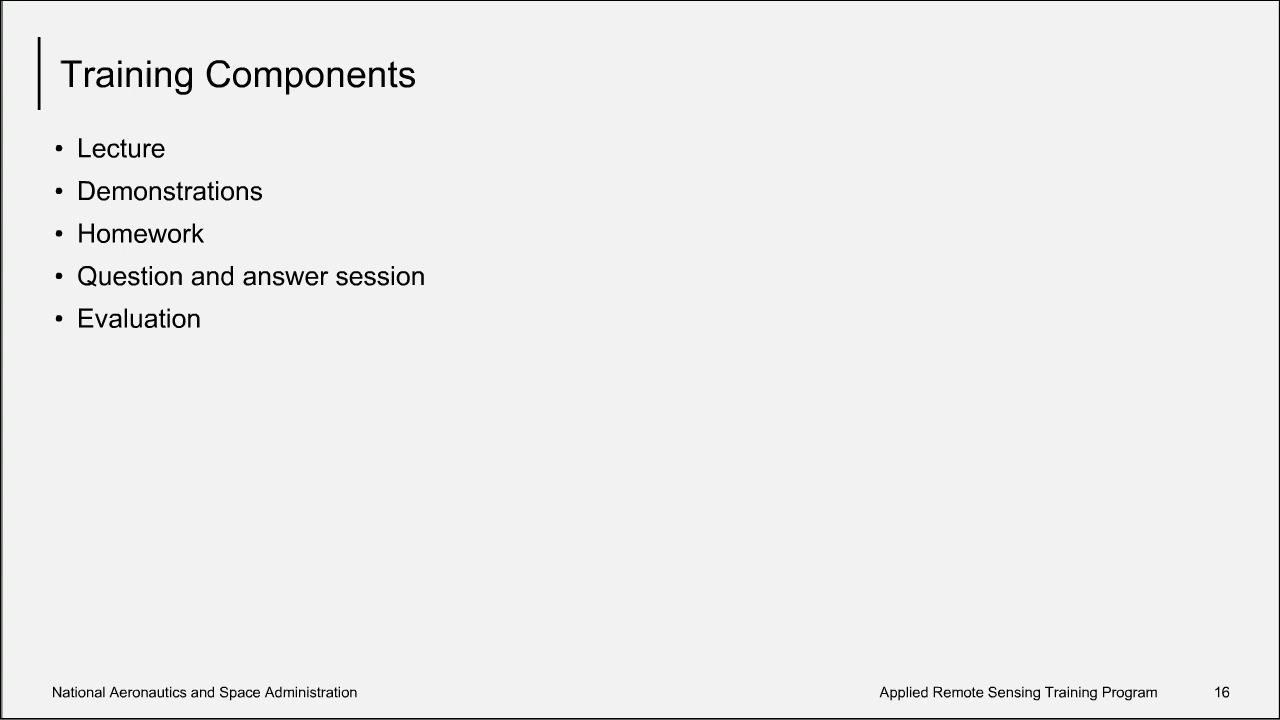 Training Components
• Lecture
• Demonstrations
• Homework
• Question and answer session
• Evaluation
National Aeronautics and Space Administration
Applied Remote Sensing Training Program
16